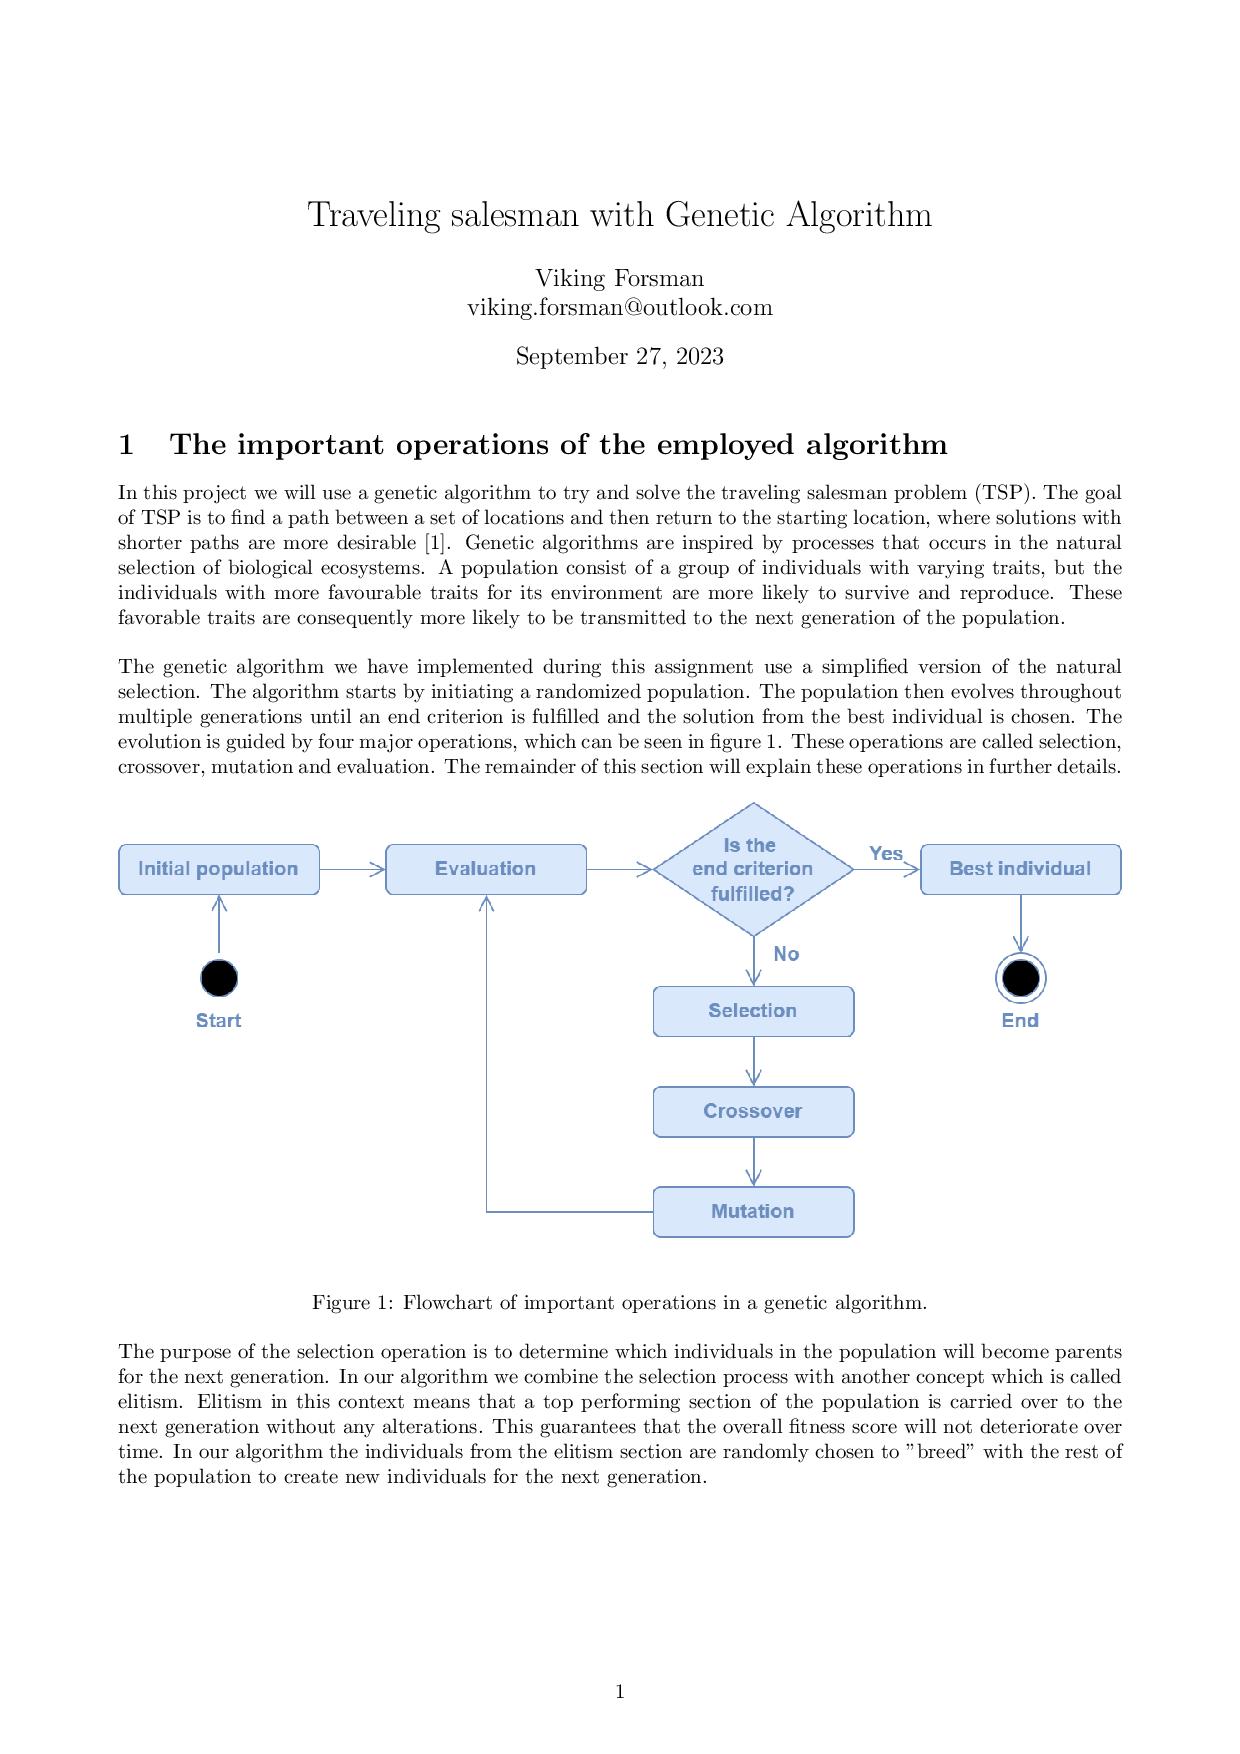 Traveling salesman with Genetic Algorithm
Viking Forsman
viking.forsman@outlook.com
September 27, 2023
1 The important operations of the employed algorithm
In this project we will use a genetic algorithm to try and solve the traveling salesman problem (TSP). The goal
of TSP is to find a path between a set of locations and then return to the starting location, where solutions with
shorter paths are more desirable [1]. Genetic algorithms are inspired by processes that occurs in the natural
selection of biological ecosystems. A population consist of a group of individuals with varying traits, but the
individuals with more favourable traits for its environment are more likely to survive and reproduce. These
favorable traits are consequently more likely to be transmitted to the next generation of the population.
The genetic algorithm we have implemented during this assignment use a simplified version of the natural
selection. The algorithm starts by initiating a randomized population. The population then evolves throughout
multiple generations until an end criterion is fulfilled and the solution from the best individual is chosen. The
evolution is guided by four major operations, which can be seen in figure 1. These operations are called selection,
crossover, mutation and evaluation. The remainder of this section will explain these operations in further details.
Initial population
Evaluation
Is the
end criterion
fulfilled?
Yes
Best individual
No
Start
Selection
End
Crossover
Mutation
Figure 1: Flowchart of important operations in a genetic algorithm.
The purpose of the selection operation is to determine which individuals in the population will become parents
for the next generation. In our algorithm we combine the selection process with another concept which is called
elitism. Elitism in this context means that a top performing section of the population is carried over to the
next generation without any alterations. This guarantees that the overall fitness score will not deteriorate over
time. In our algorithm the individuals from the elitism section are randomly chosen to ”breed” with the rest of
the population to create new individuals for the next generation.
1